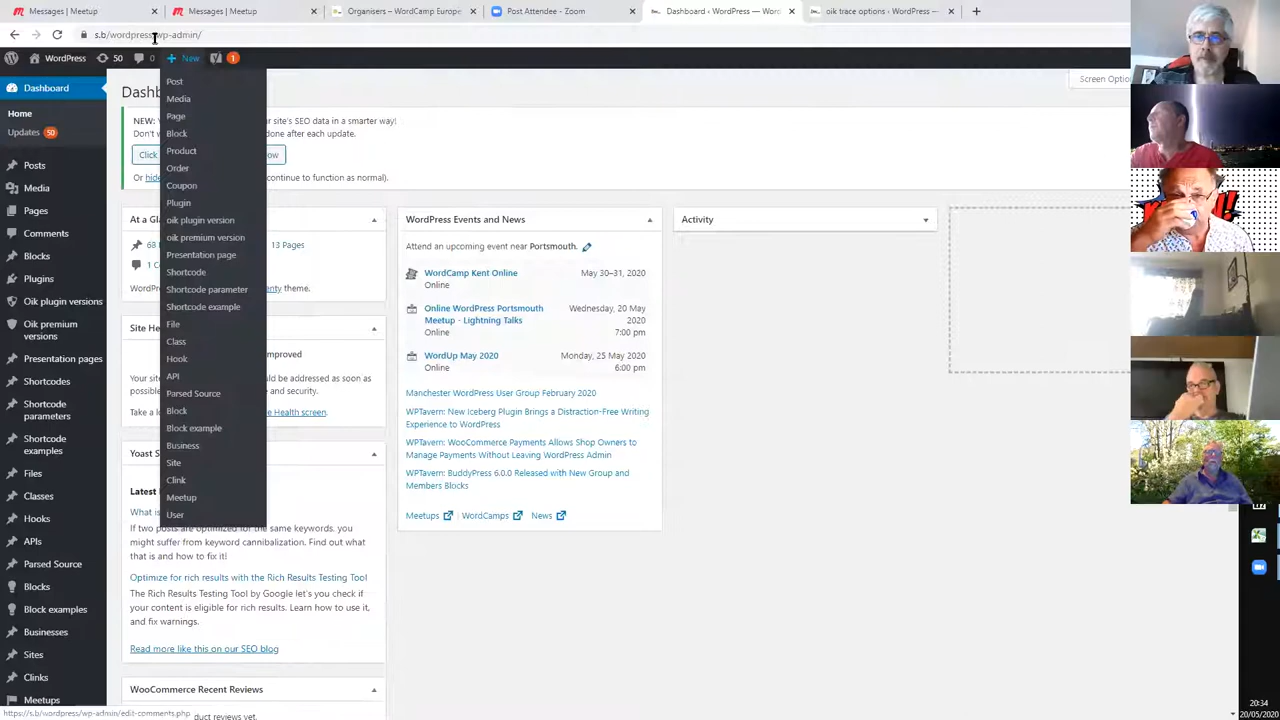 Messages | Meetup
Messages | Meetup
Organisers – WordCamp Europe
Post Attendee - Zoom
Dashboard ‹ WordPress — Word
oik trace options ‹ WordPress —
s.b/wordpress/wp-admin/
WordPress
50
0
New
1
Dashboard
Home
Updates 50
Posts
Media
Pages
Comments
Blocks
Plugins
Oik plugin versions
Oik premium
versions
Presentation pages
Shortcodes
Shortcode
parameters
Shortcode
examples
Files
Classes
Hooks
APIs
Parsed Source
Blocks
Block examples
Businesses
Sites
Clinks
Meetups
Post
Media
Page
Block
Product
Order
Coupon
Plugin
oik plugin version
oik premium version
Presentation page
Shortcode
Shortcode parameter
Shortcode example
File
Class
Hook
API
Parsed Source
Block
Block example
Business
Site
Clink
Meetup
User
Screen Optio
Dashb
NEW:
ur site's SEO data in a smarter way!
Don't
done after each update.
Click
ow
Or hide
continue to function as normal).
At a Gla
68
13 Pages
1 C
WordPre
enty theme.
Site He
mproved
Your site
should be addressed as soon as
possible
and security.
Take a lo
e Health screen.
Yoast S
Latest
What is
If two posts are optimized for the same keywords, you
might suffer from keyword cannibalization. Find out what
that is and how to fix it!
Optimize for rich results with the Rich Results Testing Tool
The Rich Results Testing Tool by Google let's you check if
your content is eligible for rich results. Learn how to use it,
and fix warnings.
Read more like this on our SEO blog
WooCommerce Recent Reviews
duct reviews yet.
WordPress Events and News
Attend an upcoming event near Portsmouth.
WordCamp Kent Online
May 30–31, 2020
Online
Online WordPress Portsmouth
Meetup - Lightning Talks
Wednesday, 20 May
2020
Online
7:00 pm
WordUp May 2020
Monday, 25 May 2020
Online
6:00 pm
Manchester WordPress User Group February 2020
WPTavern: New Iceberg Plugin Brings a Distraction-Free Writing
Experience to WordPress
WPTavern: WooCommerce Payments Allows Shop Owners to
Manage Payments Without Leaving WordPress Admin
WPTavern: BuddyPress 6.0.0 Released with New Group and
Members Blocks
Meetups | WordCamps | News
Activity
https://s.b/wordpress/wp-admin/edit-comments.php
20:34
20/05/2020